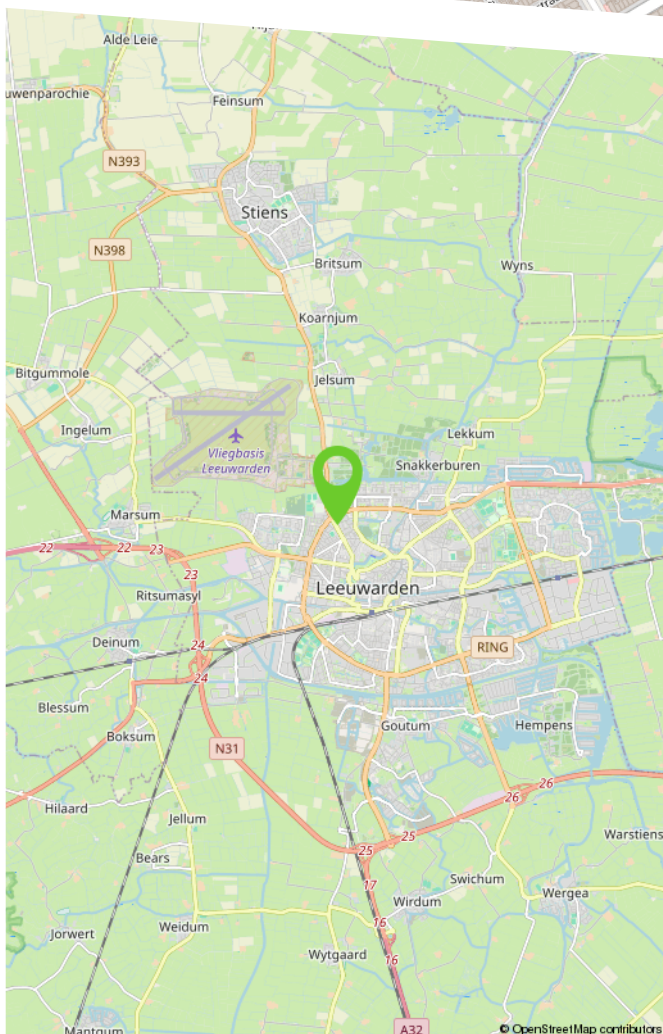 Alde Leie
uwenparochie
Feinsum
N393
Stiens
N398
Britsum
Wyns
Koarnjum
Bitgummole
Jelsum
Ingelum
Lekkum
Vliegbasis
Leeuwarden
Snakkerburen
Marsum
22
22
23
23
Ritsumasyl
Leeuwarden
Deinum
24
RING
24
Blessum
Goutum
Hempens
Boksum
N31
26
26
Hilaard
Jellum
25
Warstiens
25
Bears
17
Swichum
Wergea
Wirdum
16
Weidum
Jorwert
Wytgaard
16
Mantgum
A32
© OpenStreetMap contributors